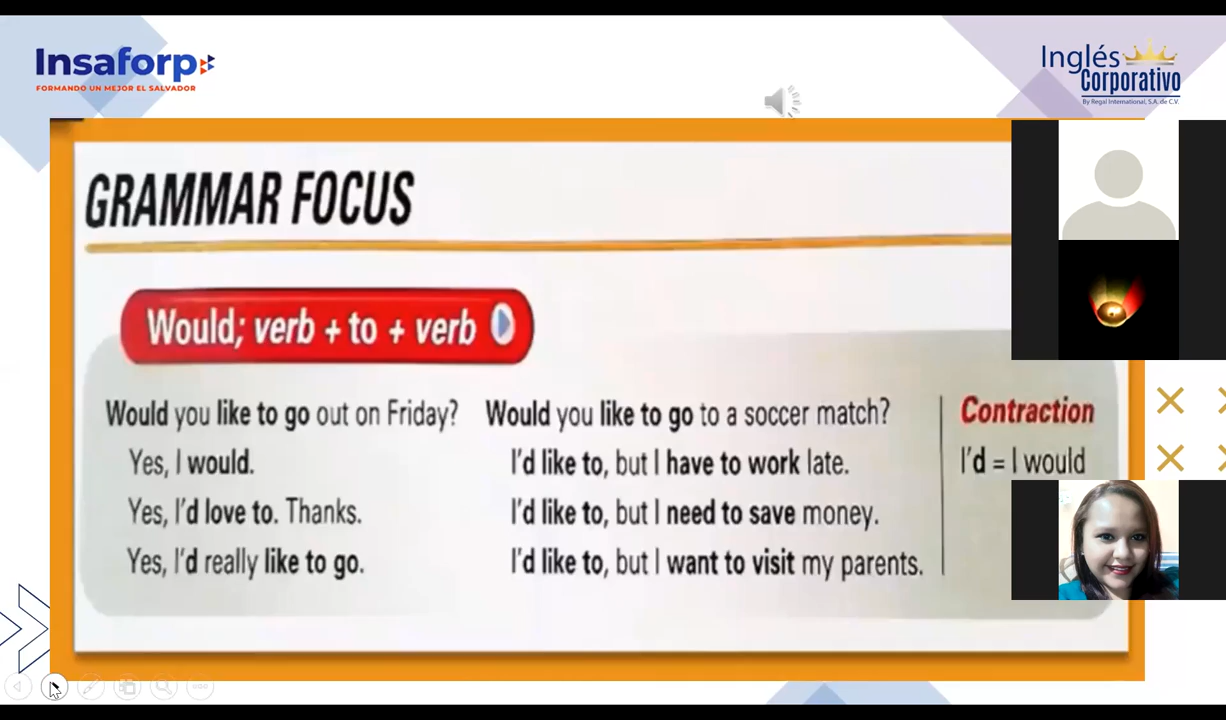 Insaforp
FORMANDO UN MEJOR EL SALVADOR
Inglés
Corporativo
By Regal International, S.A. de C.V.
GRAMMAR FOCUS
Would; verb + to + verb
Would you like to go out on Friday?
Yes, I would.
Yes, I'd love to. Thanks.
Yes, I'd really like to go.
Would you like to go to a soccer match?
I'd like to, but I have to work late.
I'd like to, but I need to save money.
I'd like to, but I want to visit my parents.
Contraction
I'd = I would